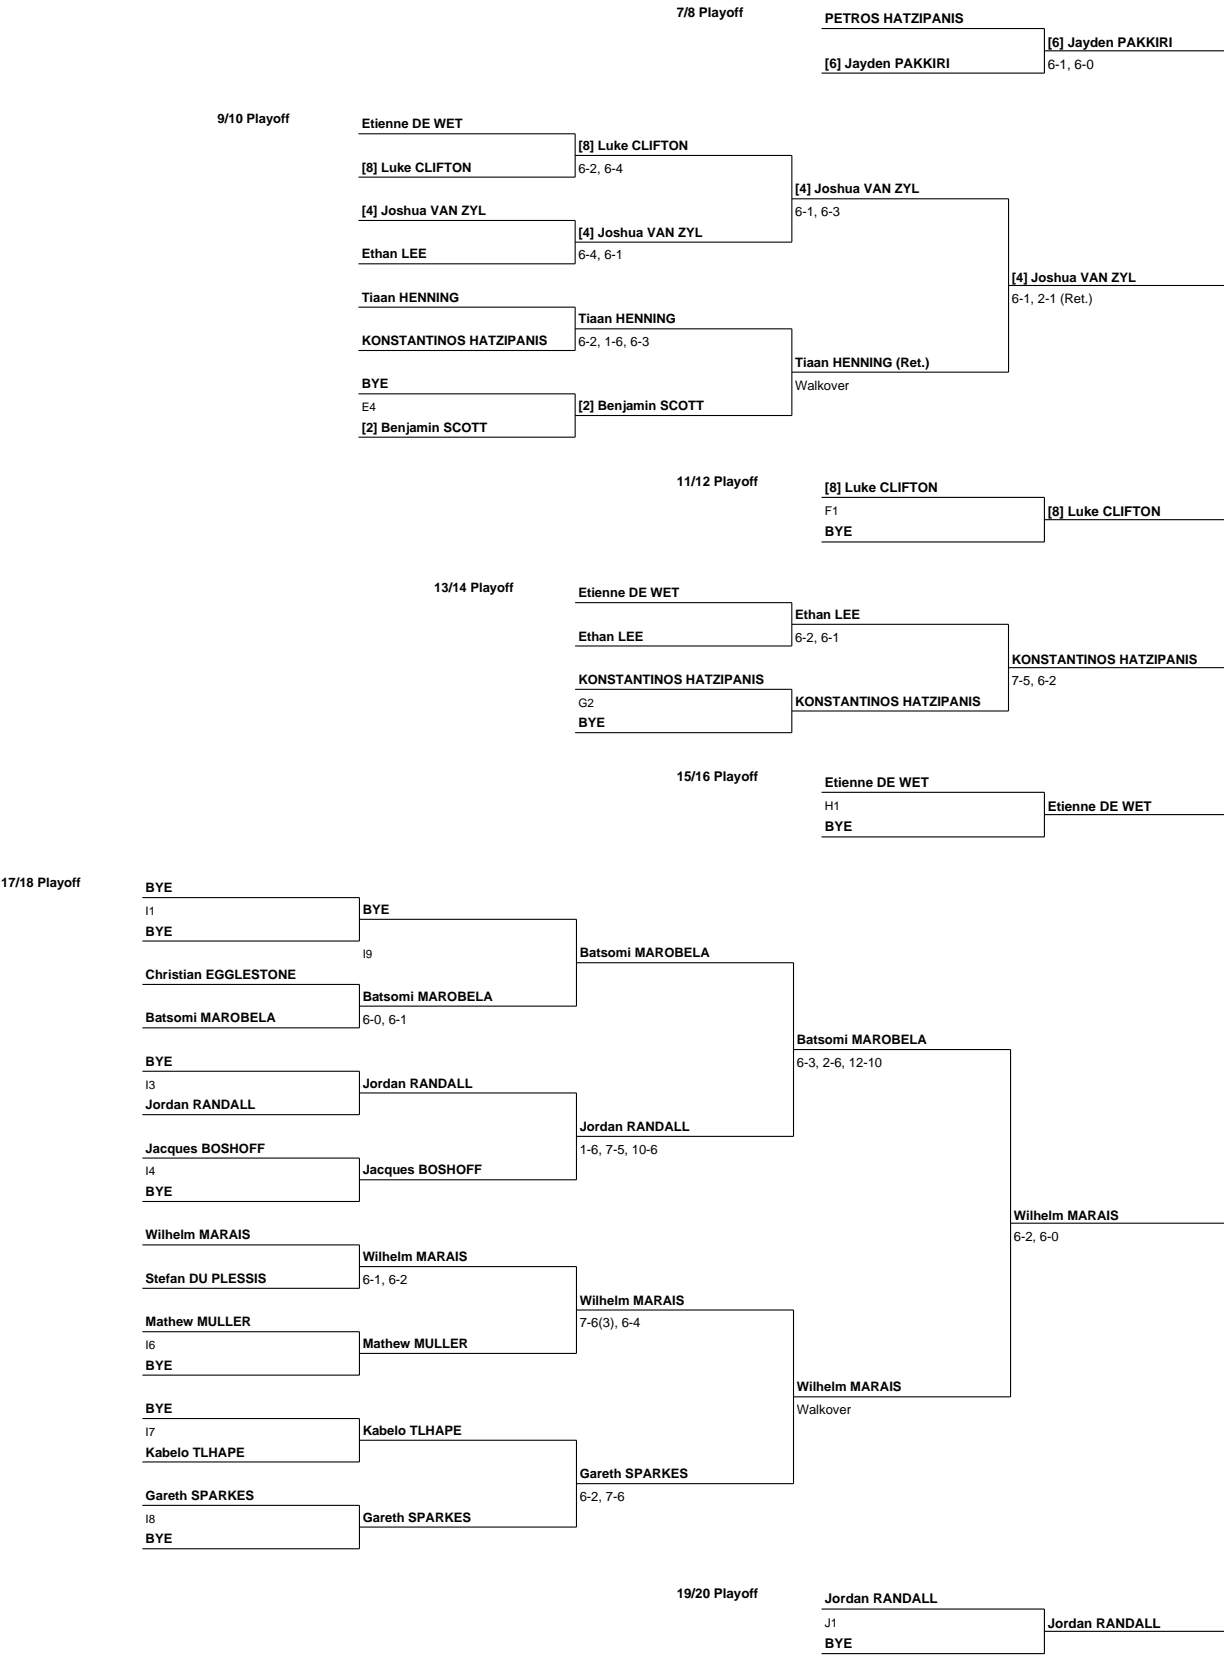 7/8 Playoff
PETROS HATZIPANIS
[6] Jayden PAKKIRI
[6] Jayden PAKKIRI
6-1, 6-0
9/10 Playoff
Etienne DE WET
[8] Luke CLIFTON
[8] Luke CLIFTON
6-2, 6-4
[4] Joshua VAN ZYL
6-1, 6-3
[4] Joshua VAN ZYL
[4] Joshua VAN ZYL
Ethan LEE
6-4, 6-1
[4] Joshua VAN ZYL
6-1, 2-1 (Ret.)
Tiaan HENNING
Tiaan HENNING
KONSTANTINOS HATZIPANIS
6-2, 1-6, 6-3
Tiaan HENNING (Ret.)
Walkover
BYE
E4
[2] Benjamin SCOTT
[2] Benjamin SCOTT
11/12 Playoff
[8] Luke CLIFTON
F1
[8] Luke CLIFTON
BYE
13/14 Playoff
Etienne DE WET
Ethan LEE
Ethan LEE
6-2, 6-1
KONSTANTINOS HATZIPANIS
7-5, 6-2
KONSTANTINOS HATZIPANIS
G2
KONSTANTINOS HATZIPANIS
BYE
15/16 Playoff
Etienne DE WET
H1
Etienne DE WET
BYE
17/18 Playoff
BYE
I1
BYE
BYE
I9
Batsomi MAROBELA
Christian EGGLESTONE
Batsomi MAROBELA
Batsomi MAROBELA
6-0, 6-1
Batsomi MAROBELA
6-3, 2-6, 12-10
BYE
I3
Jordan RANDALL
Jordan RANDALL
Jordan RANDALL
1-6, 7-5, 10-6
Jacques BOSHOFF
I4
Jacques BOSHOFF
BYE
Wilhelm MARAIS
6-2, 6-0
Wilhelm MARAIS
Wilhelm MARAIS
Stefan DU PLESSIS
6-1, 6-2
Wilhelm MARAIS
7-6(3), 6-4
Mathew MULLER
I6
Mathew MULLER
BYE
Wilhelm MARAIS
Walkover
BYE
I7
Kabelo TLHAPE
Kabelo TLHAPE
Gareth SPARKES
6-2, 7-6
Gareth SPARKES
I8
Gareth SPARKES
BYE
19/20 Playoff
Jordan RANDALL
J1
Jordan RANDALL
BYE